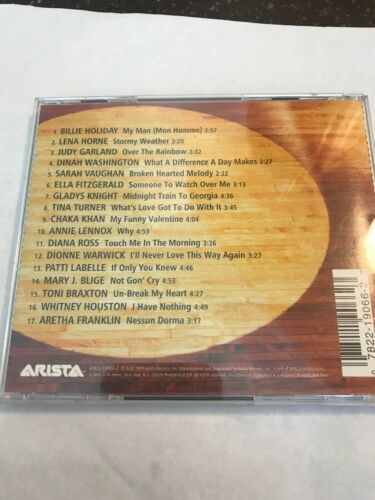 1. BILLIE HOLIDAY My Man (Mon Homme) 2:57
2. LENA HORNE Stormy Weather 3:20
3. JUDY GARLAND Over The Rainbow 3:32
4. DINAH WASHINGTON What A Difference A Day Makes 2:27
5. SARAH VAUGHAN Broken Hearted Melody 2:22
6. ELLA FITZGERALD Someone To Watch Over Me 3:13
7. GLADYS KNIGHT Midnight Train To Georgia 4:36
8. TINA TURNER What's Love Got To Do With It 3:45
9. CHAKA KHAN My Funny Valentine 4:04
10. ANNIE LENNOX Why 4:53
11. DIANA ROSS Touch Me In The Morning 3:26
12. DIONNE WARWICK I'll Never Love This Way Again 3:27
13. PATTI LABELLE If Only You Knew 4:46
14. MARY J. BLIGE Not Gon' Cry 4:53
15. TONI BRAXTON Un-Break My Heart 4:27
16. WHITNEY HOUSTON I Have Nothing 4:49
17. ARETHA FRANKLIN Nessun Dorma 3:17
0 7822-19066-2
ARISTA